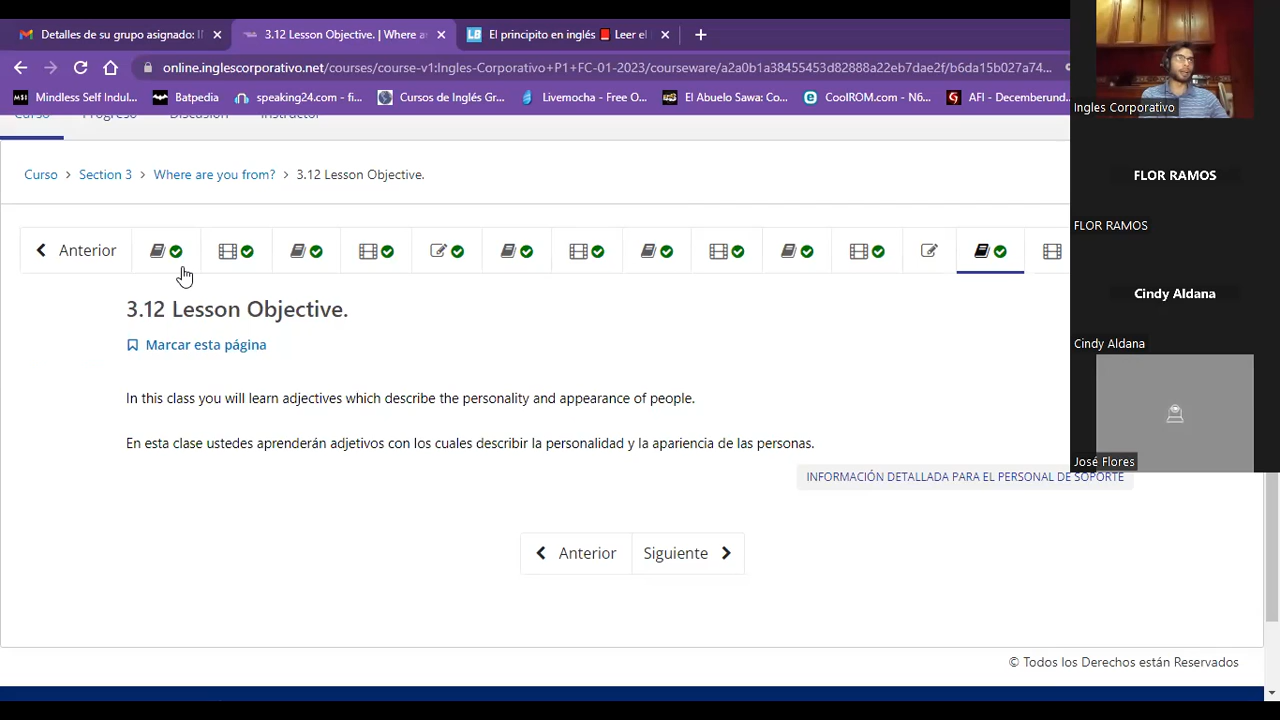 Detalles de su grupo asignado: I
3.12 Lesson Objective. | Where a
El principito en inglés 📕 Leer el
online.inglescorporativo.net/courses/course-v1:Ingles-Corporativo+P1+FC-01-2023/courseware/a2a0b1a38455453d82888a22eb7dae2f/b6da15b027a74...
Mindless Self Indul...
Batpedia
speaking24.com - fi...
Cursos de Inglés Gr...
Livemocha - Free O...
El Abuelo Sawa: Co...
CoolROM.com - N6...
AFI - Decemberund...
Curso
Progreso
Discusión
Instructor
Curso > Section 3 > Where are you from? > 3.12 Lesson Objective.
Anterior
3.12 Lesson Objective.
Marcar esta página
In this class you will learn adjectives which describe the personality and appearance of people.
En esta clase ustedes aprenderán adjetivos con los cuales describir la personalidad y la apariencia de las personas.
INFORMACIÓN DETALLADA PARA EL PERSONAL DE SOPORTE
Anterior
Siguiente
© Todos los Derechos están Reservados
Ingles Corporativo
FLOR RAMOS
FLOR RAMOS
Cindy Aldana
Cindy Aldana
José Flores